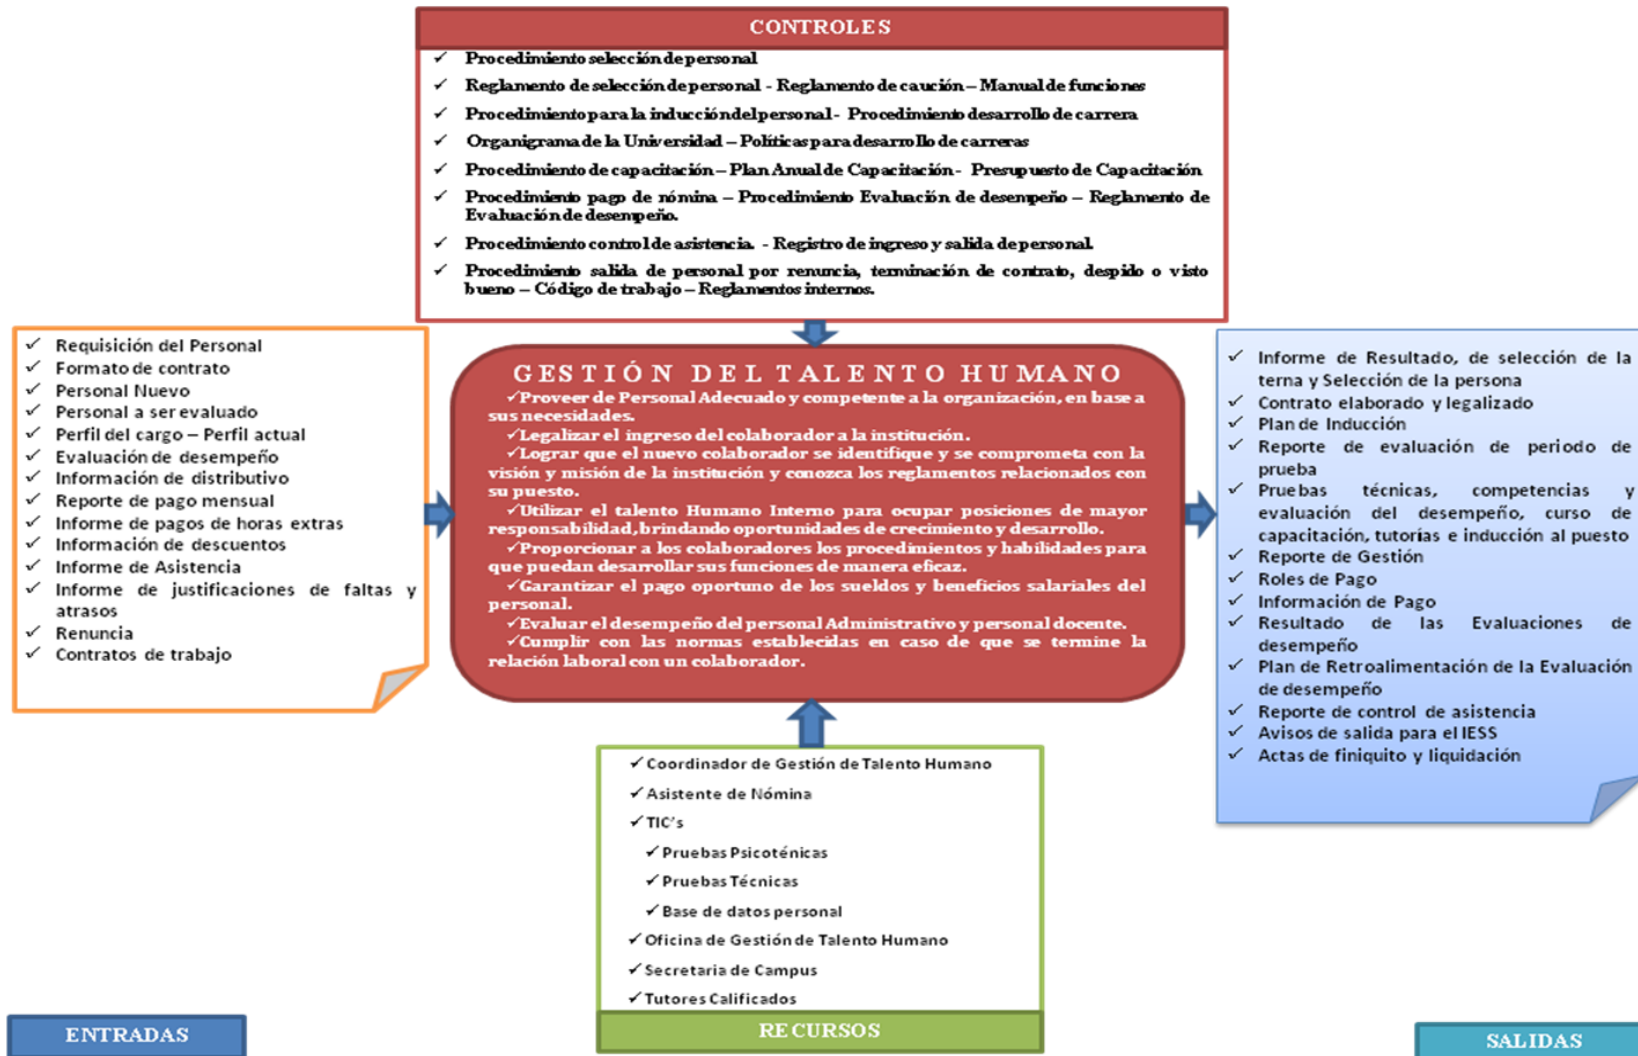 CONTROLES
✓ Procedimiento selección de personal
✓ Reglamento de selección de personal - Reglamento de caución – Manual de funciones
✓ Procedimiento para la inducción del personal - Procedimiento desarrollo de carrera
✓ Organigrama de la Universidad – Políticas para desarrollo de carreras
✓ Procedimiento de capacitación – Plan Anual de Capacitación - Presupuesto de Capacitación
✓ Procedimiento pago de nómina – Procedimiento Evaluación de desempeño – Reglamento de
Evaluación de desempeño.
✓ Procedimiento control de asistencia. - Registro de ingreso y salida de personal.
✓ Procedimiento salida de personal por renuncia, terminación de contrato, despido o visto
bueno – Código de trabajo – Reglamentos internos.
✓ Requisición del Personal
✓ Formato de contrato
✓ Personal Nuevo
✓ Personal a ser evaluado
✓ Perfil del cargo – Perfil actual
✓ Evaluación de desempeño
✓ Información de distributivo
✓ Reporte de pago mensual
✓ Informe de pagos de horas extras
✓ Información de descuentos
✓ Informe de Asistencia
✓ Informe de justificaciones de faltas y
atrasos
✓ Renuncia
✓ Contratos de trabajo
GESTIÓN DEL TALENTO HUMANO
✓Proveer de Personal Adecuado y competente a la organización, en base a
sus necesidades.
✓Legalizar el ingreso del colaborador a la institución.
✓Lograr que el nuevo colaborador se identifique y se comprometa con la
visión y misión de la institución y conozca los reglamentos relacionados con
su puesto.
✓Utilizar el talento Humano Interno para ocupar posiciones de mayor
responsabilidad, brindando oportunidades de crecimiento y desarrollo.
✓Proporcionar a los colaboradores los procedimientos y habilidades para
que puedan desarrollar sus funciones de manera eficaz.
✓Garantizar el pago oportuno de los sueldos y beneficios salariales del
personal.
✓Evaluar el desempeño del personal Administrativo y personal docente.
✓Cumplir con las normas establecidas en caso de que se termine la
relación laboral con un colaborador.
✓ Informe de Resultado, de selección de la
terna y Selección de la persona
✓ Contrato elaborado y legalizado
✓ Plan de Inducción
✓ Reporte de evaluación de periodo de
prueba
✓ Pruebas técnicas, competencias y
evaluación del desempeño, curso de
capacitación, tutorías e inducción al puesto
✓ Reporte de Gestión
✓ Roles de Pago
✓ Información de Pago
✓ Resultado de las Evaluaciones de
desempeño
✓ Plan de Retroalimentación de la Evaluación
de desempeño
✓ Reporte de control de asistencia
✓ Avisos de salida para el IESS
✓ Actas de finiquito y liquidación
✓ Coordinador de Gestión de Talento Humano
✓ Asistente de Nómina
✓ TIC's
✓ Pruebas Psicoténicas
✓ Pruebas Técnicas
✓ Base de datos personal
✓ Oficina de Gestión de Talento Humano
✓ Secretaria de Campus
✓ Tutores Calificados
RECURSOS
ENTRADAS
SALIDAS